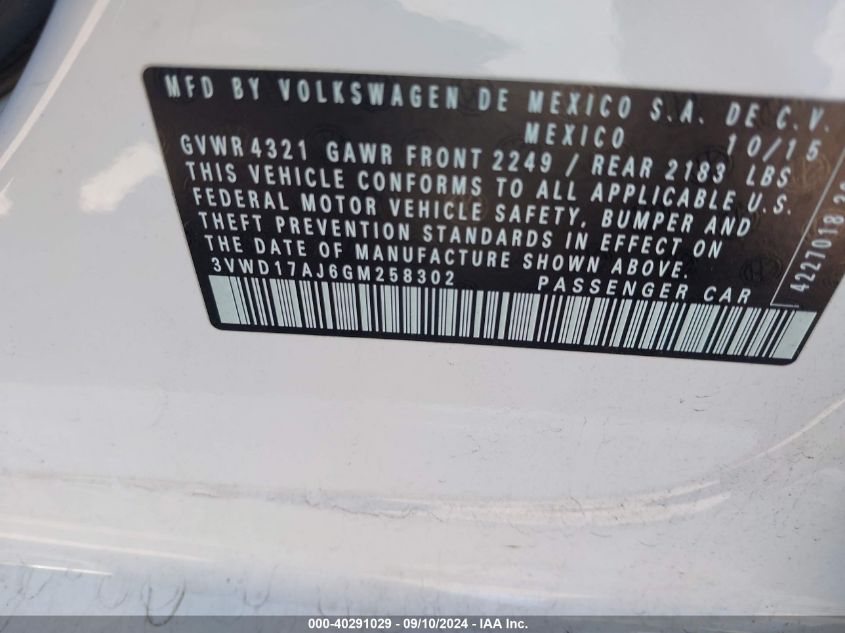 MFD BY VOLKSWAGEN DE MEXICO S.A. DE C.V.
MEXICO 10/15
GVWR 4321 GAWR FRONT 2249 / REAR 2183 LBS
THIS VEHICLE CONFORMS TO ALL APPLICABLE U.S.
FEDERAL MOTOR VEHICLE SAFETY, BUMPER AND
THEFT PREVENTION STANDARDS IN EFFECT ON
THE DATE OF MANUFACTURE SHOWN ABOVE.
3VWD17AJ6GM258302 PASSENGER CAR
4227018
000-40291029 - 09/10/2024 - IAA Inc.